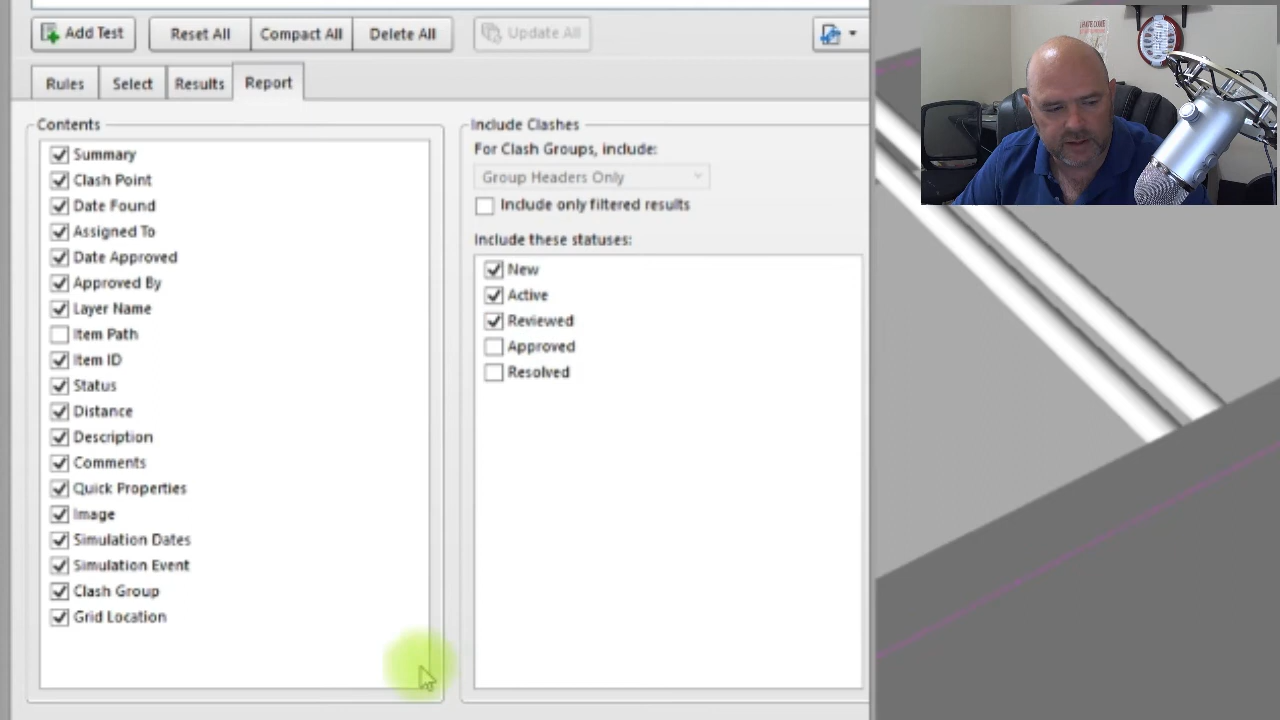 Add Test
Reset All
Compact All
Delete All
Update All
Rules
Select
Results
Report
Contents
Summary
Clash Point
Date Found
Assigned To
Date Approved
Approved By
Layer Name
Item Path
Item ID
Status
Distance
Description
Comments
Quick Properties
Image
Simulation Dates
Simulation Event
Clash Group
Grid Location
Include Clashes
For Clash Groups, include:
Group Headers Only
Include only filtered results
Include these statuses:
New
Active
Reviewed
Approved
Resolved